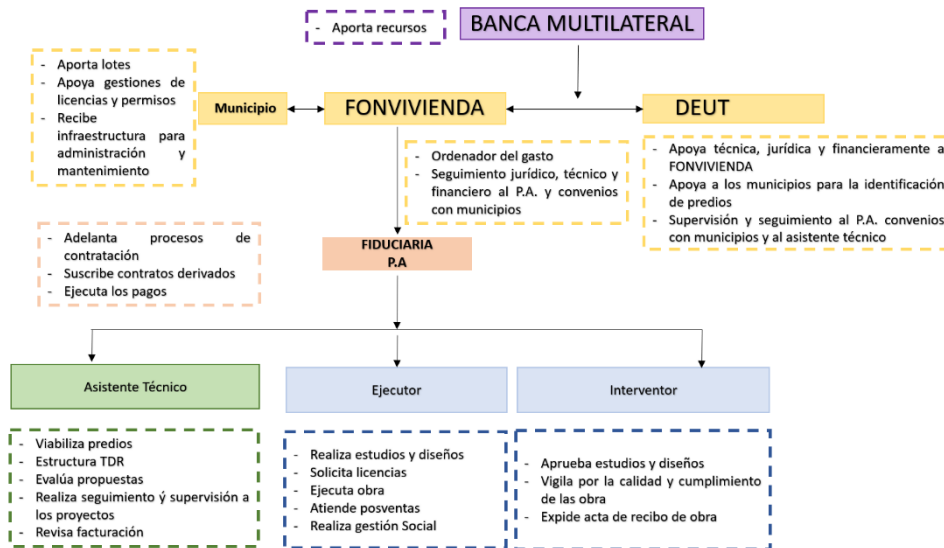 BANCA MULTILATERAL
- Aporta recursos
- Aporta lotes
- Apoya gestiones de
licencias y permisos
- Recibe
infraestructura para
administración y
mantenimiento
Municipio
FONVIVIENDA
DEUT
- Ordenador del gasto
- Seguimiento jurídico, técnico y
financiero al P.A. y convenios
con municipios
- Apoya técnica, jurídica y financieramente a
FONVIVIENDA
- Apoya a los municipios para la identificación
de predios
- Supervisión y seguimiento al P.A. convenios
con municipios y al asistente técnico
- Adelanta procesos de
contratación
- Suscribe contratos derivados
- Ejecuta los pagos
FIDUCIARIA
P.A
Asistente Técnico
Ejecutor
Interventor
- Viabiliza predios
- Estructura TDR
- Evalúa propuestas
- Realiza seguimiento ý supervisión a
los proyectos
- Revisa facturación
- Realiza estudios y diseños
- Solicita licencias
- Ejecuta obra
- Atiende posventas
- Realiza gestión Social
- Aprueba estudios y diseños
- Vigila por la calidad y cumplimiento
de las obra
- Expide acta de recibo de obra